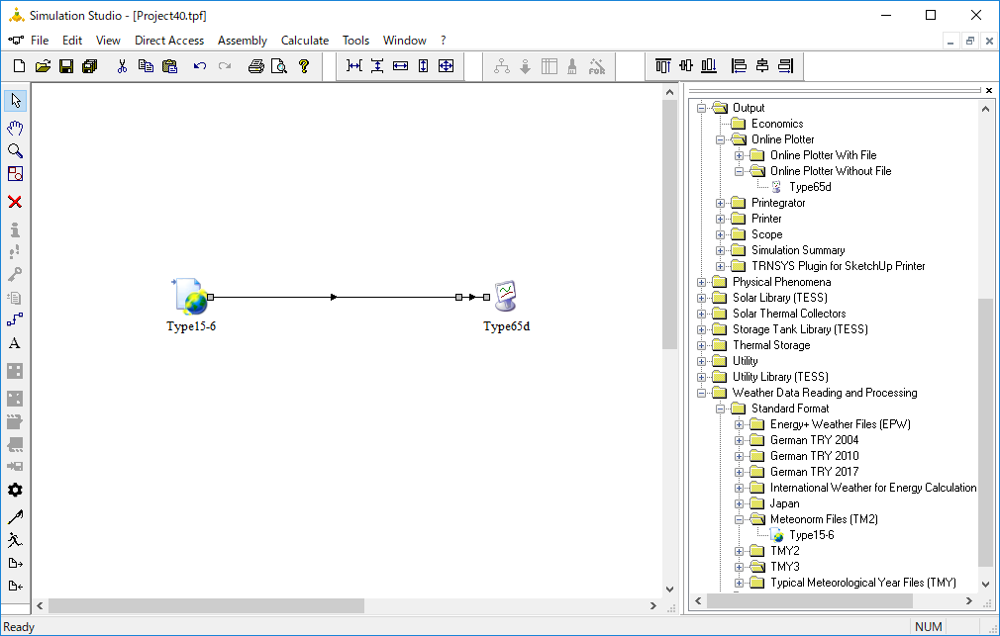 Simulation Studio - [Project40.tpf]
File Edit View Direct Access Assembly Calculate Tools Window ?
FOR
A
Type15-6
Type65d
Output
Economics
Online Plotter
Online Plotter With File
Online Plotter Without File
Type65d
Printegrator
Printer
Scope
Simulation Summary
TRNSYS Plugin for SketchUp Printer
Physical Phenomena
Solar Library (TESS)
Solar Thermal Collectors
Storage Tank Library (TESS)
Thermal Storage
Utility
Utility Library (TESS)
Weather Data Reading and Processing
Standard Format
Energy+ Weather Files (EPW)
German TRY 2004
German TRY 2010
German TRY 2017
International Weather for Energy Calculation
Japan
Meteonorm Files (TM2)
Type15-6
TMY2
TMY3
Typical Meteorological Year Files (TMY)
Ready
NUM